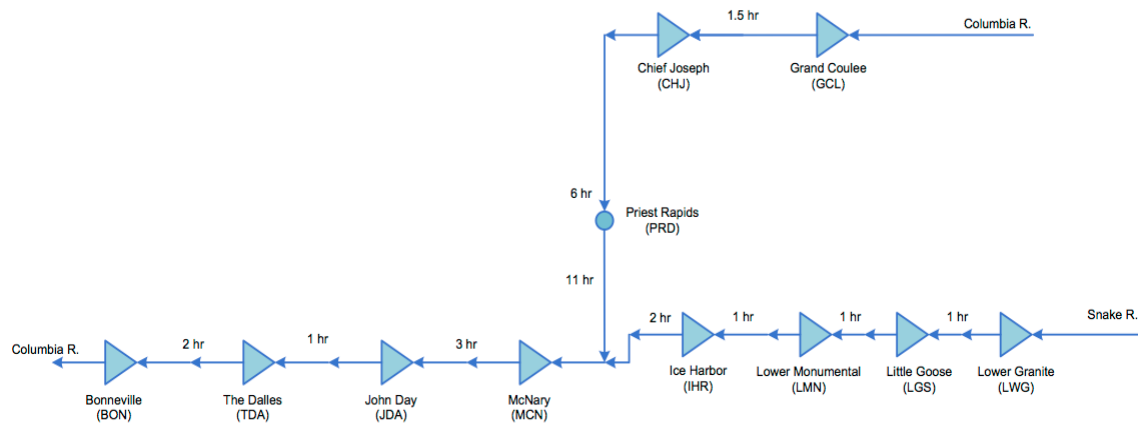 1.5 hr
Columbia R.
Chief Joseph
(CHJ)
Grand Coulee
(GCL)
6 hr
Priest Rapids
(PRD)
11 hr
2 hr
1 hr
1 hr
1 hr
Snake R.
Columbia R.
2 hr
1 hr
3 hr
Ice Harbor
(IHR)
Lower Monumental
(LMN)
Little Goose
(LGS)
Lower Granite
(LWG)
Bonneville
(BON)
The Dalles
(TDA)
John Day
(JDA)
McNary
(MCN)